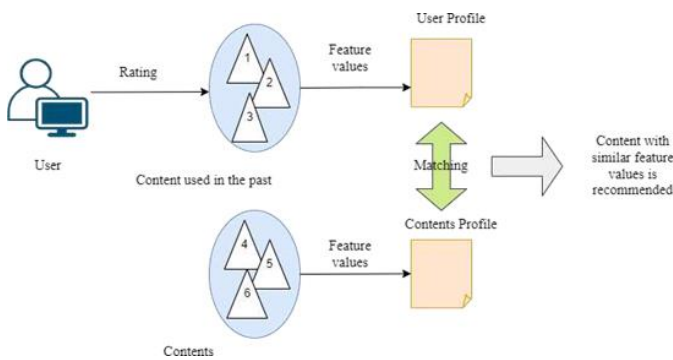 User Profile
1
2
3
Rating
Feature
values
User
Content used in the past
Matching
Content with
similar feature
values is
recommended
Contents Profile
4
5
6
Feature
values
Contents